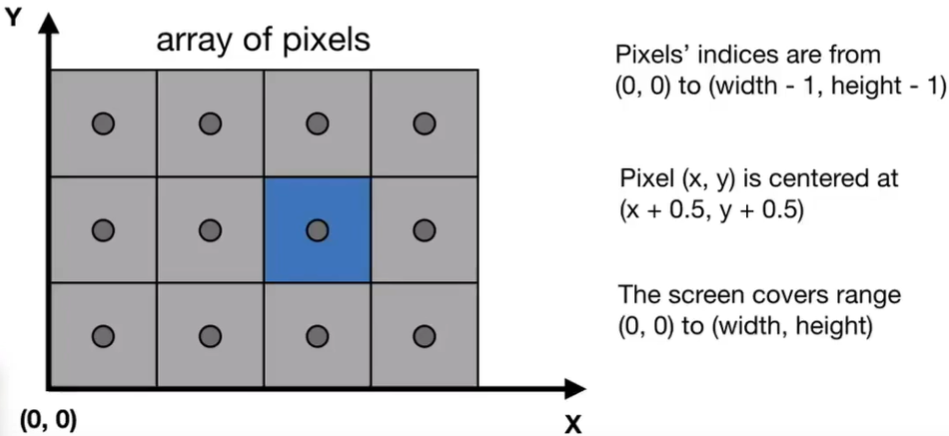 Y
array of pixels
(0, 0)
X
Pixels' indices are from
(0, 0) to (width - 1, height - 1)
Pixel (x, y) is centered at
(x + 0.5, y + 0.5)
The screen covers range
(0, 0) to (width, height)